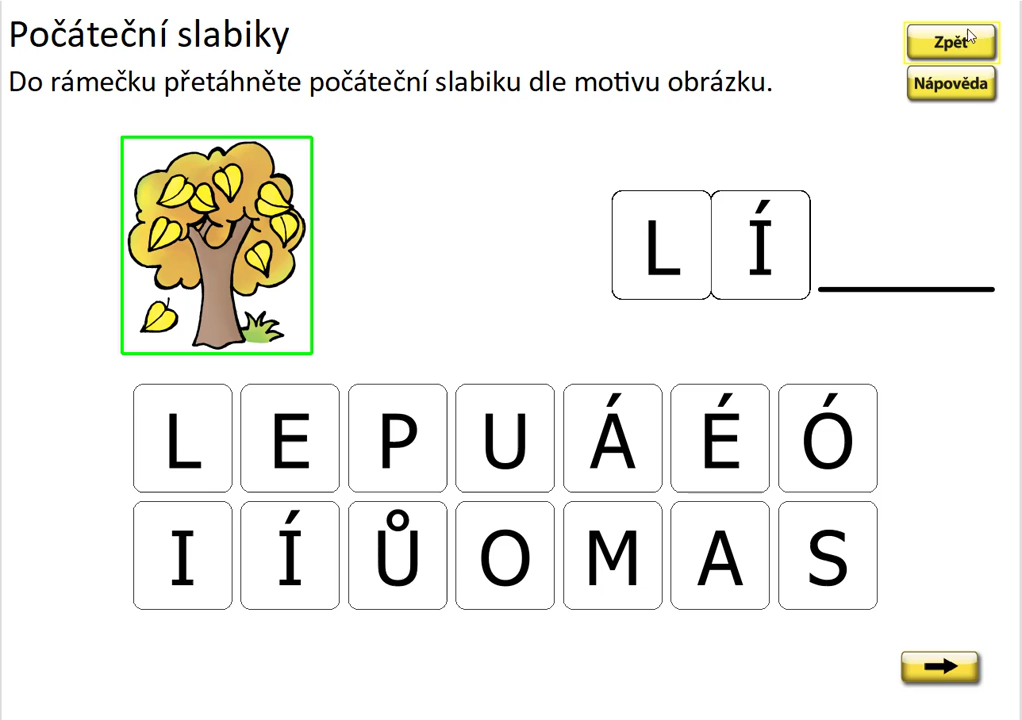 Počáteční slabiky
Zpět
Do rámečku přetáhněte počáteční slabiku dle motivu obrázku.
Nápověda
L Í
L E P U Á É Ó
I Í Ů O M A S